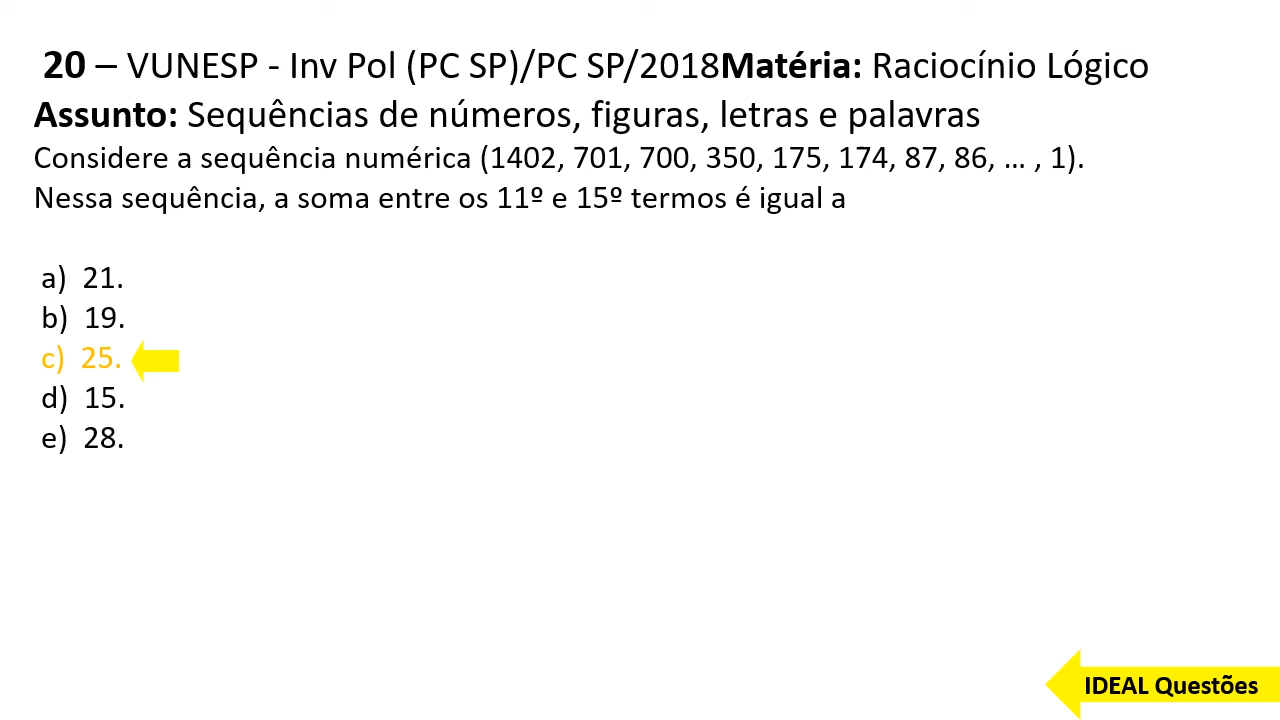 20 – VUNESP - Inv Pol (PC SP)/PC SP/2018Matéria: Raciocínio Lógico
Assunto: Sequências de números, figuras, letras e palavras
Considere a sequência numérica (1402, 701, 700, 350, 175, 174, 87, 86, … , 1).
Nessa sequência, a soma entre os 11º e 15º termos é igual a
a) 21.
b) 19.
c) 25.
d) 15.
e) 28.
IDEAL Questões